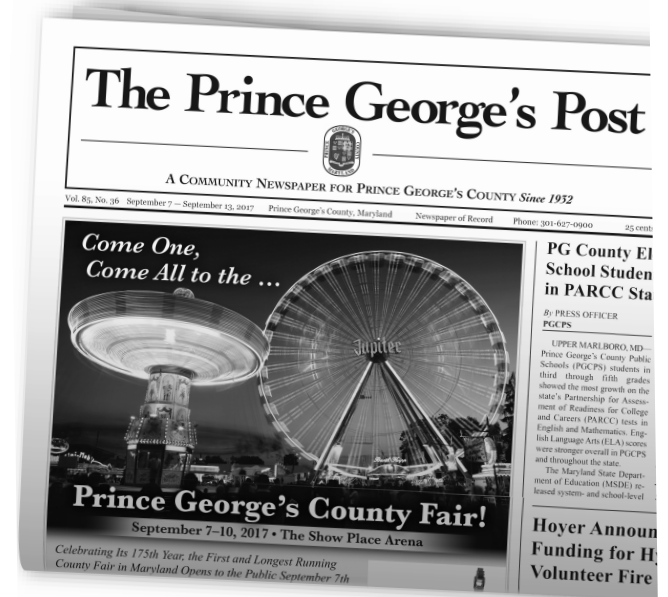 The Prince George's Post
A COMMUNITY NEWSPAPER FOR PRINCE GEORGE'S COUNTY Since 1932
Vol. 85, No. 36 September 7 — September 13, 2017 Prince George's County, Maryland Newspaper of Record Phone: 301-627-0900 25 cents
Come One,
Come All to the ...
Jupiter
Prince George's County Fair!
September 7–10, 2017 • The Show Place Arena
Celebrating Its 175th Year, the First and Longest Running
County Fair in Maryland Opens to the Public September 7th
PG County El
School Studen
in PARCC Sta
By PRESS OFFICER
PGCPS
UPPER MARLBORO, MD—
Prince George's County Public
Schools (PGCPS) students in
third through fifth grades
showed the most growth on the
state's Partnership for Assess-
ment of Readiness for College
and Careers (PARCC) tests in
English and Mathematics. Eng-
lish Language Arts (ELA) scores
were stronger overall in PGCPS
and throughout the state.
The Maryland State Depart-
ment of Education (MSDE) re-
leased system- and school-level
Hoyer Announ
Funding for Hy
Volunteer Fire